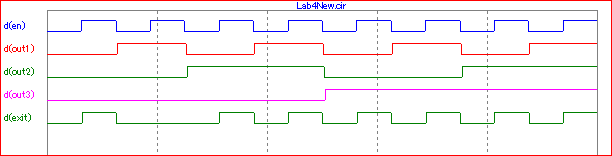 Lab4New.cir
d(en)
d(out1)
d(out2)
d(out3)
d(exit)